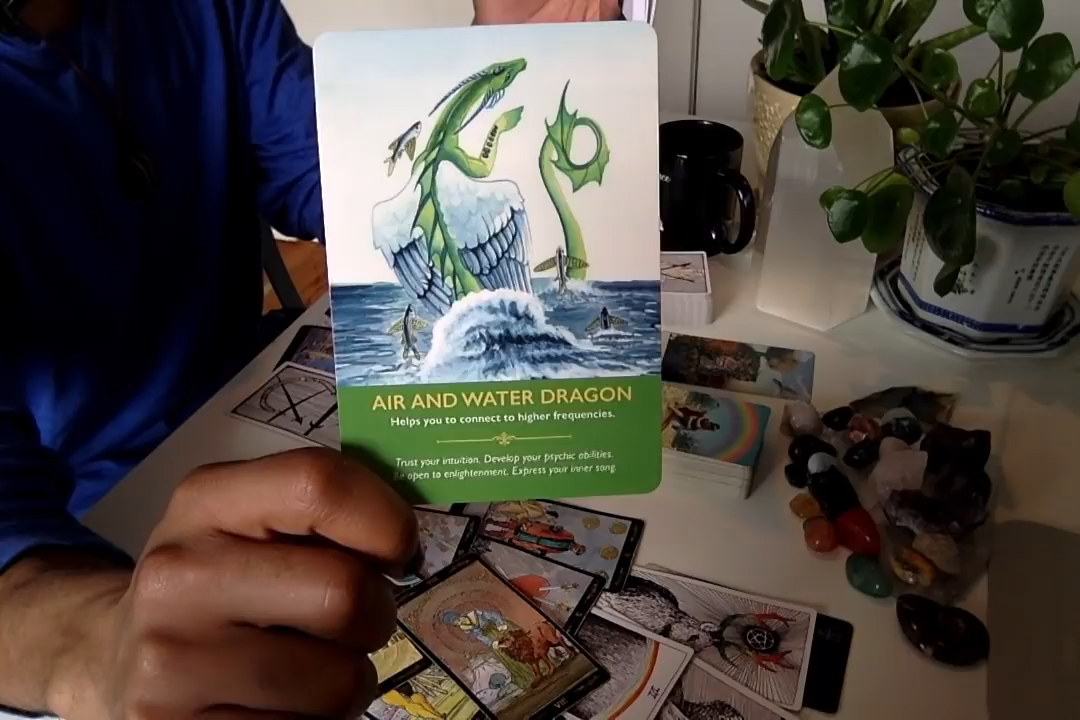 AIR AND WATER DRAGON
Helps you to connect to higher frequencies.
Trust your intuition. Develop your psychic abilities.
Be open to enlightenment. Express your inner song.